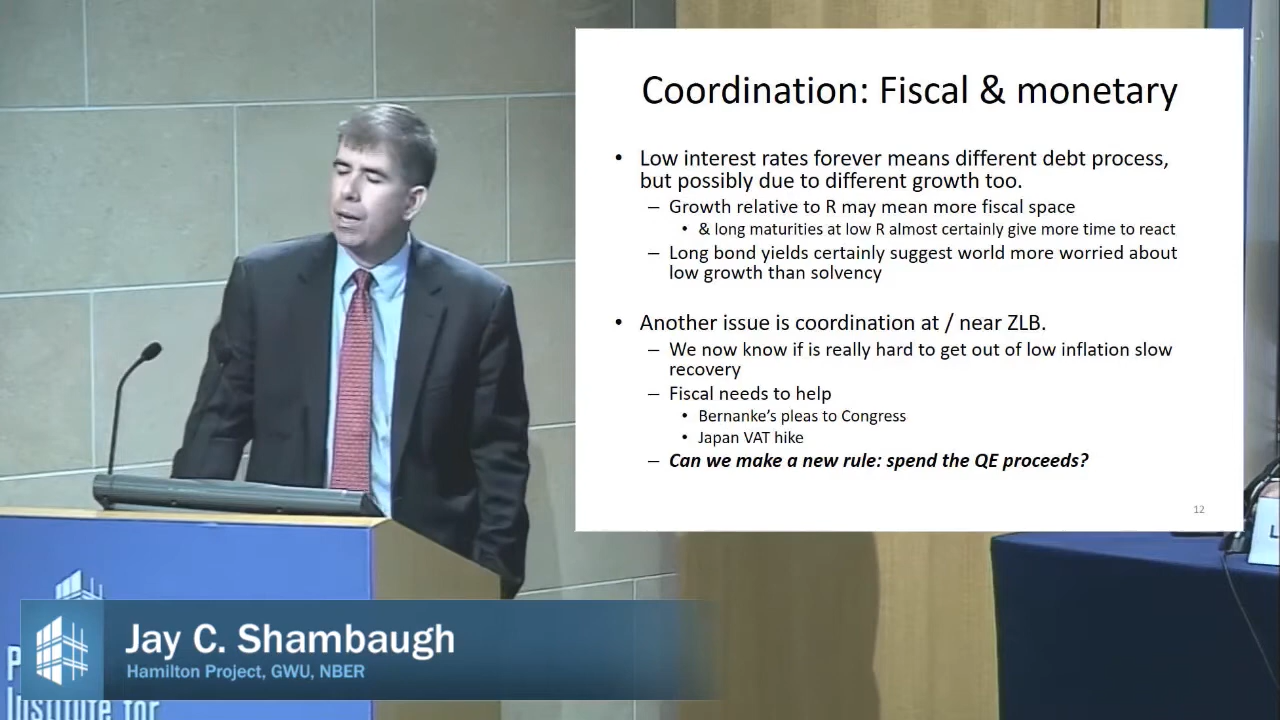 Coordination: Fiscal & monetary
• Low interest rates forever means different debt process,
but possibly due to different growth too.
– Growth relative to R may mean more fiscal space
• & long maturities at low R almost certainly give more time to react
– Long bond yields certainly suggest world more worried about
low growth than solvency
• Another issue is coordination at / near ZLB.
– We now know if is really hard to get out of low inflation slow
recovery
– Fiscal needs to help
• Bernanke's pleas to Congress
• Japan VAT hike
– Can we make a new rule: spend the QE proceeds?
12
Jay C. Shambaugh
Hamilton Project, GWU, NBER
Institute for